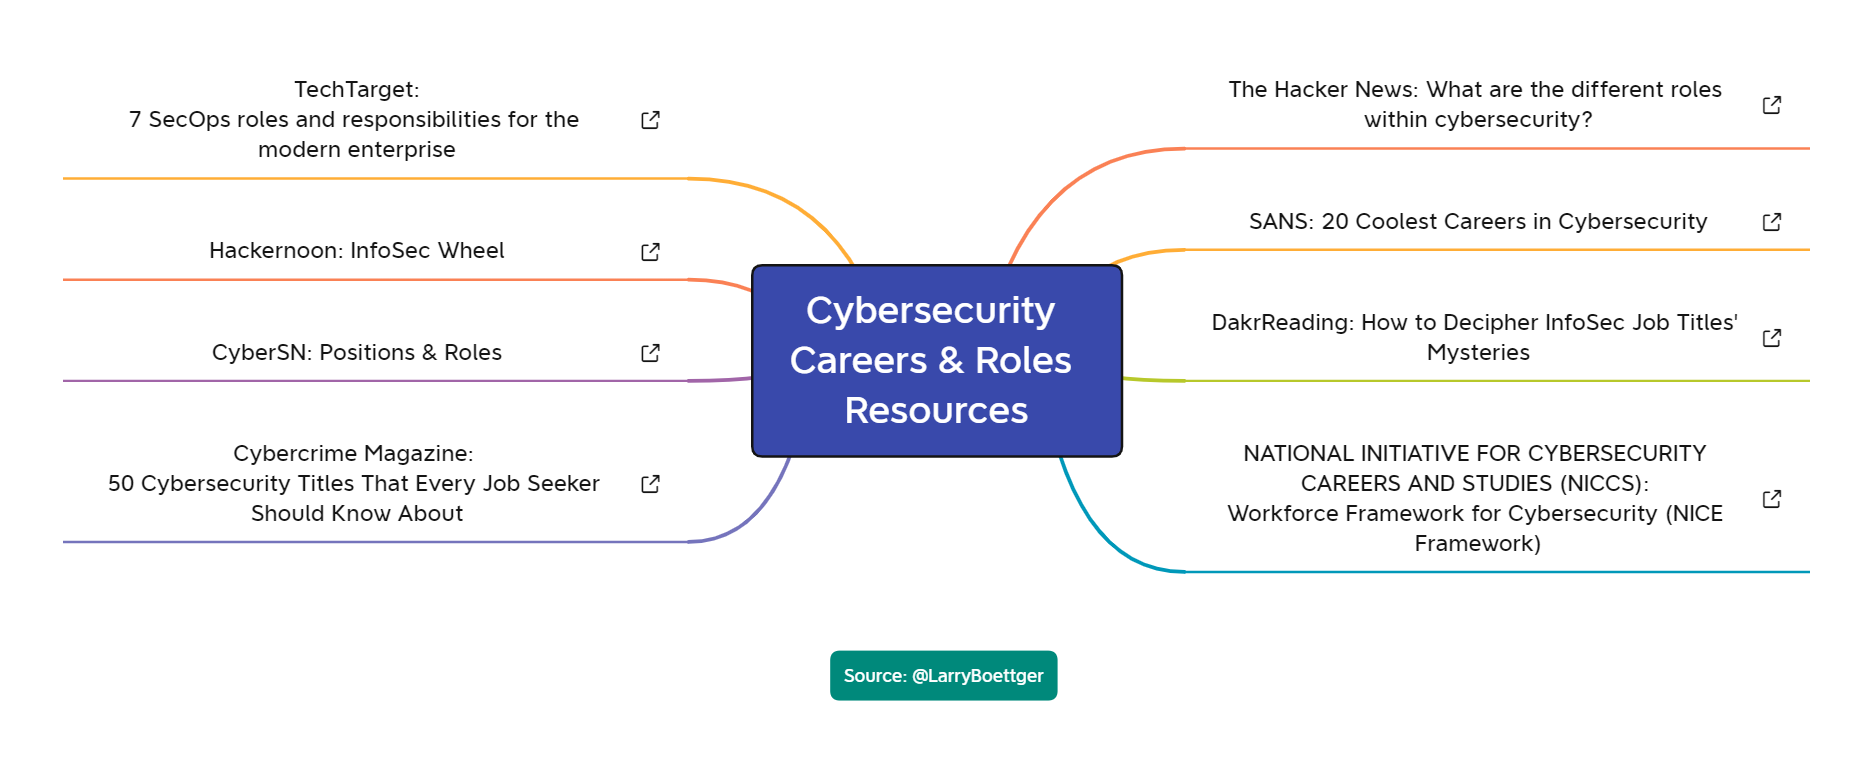 TechTarget:
7 SecOps roles and responsibilities for the
modern enterprise
Hackernoon: InfoSec Wheel
CyberSN: Positions & Roles
Cybercrime Magazine:
50 Cybersecurity Titles That Every Job Seeker
Should Know About
Cybersecurity
Careers & Roles
Resources
The Hacker News: What are the different roles
within cybersecurity?
SANS: 20 Coolest Careers in Cybersecurity
DakrReading: How to Decipher InfoSec Job Titles'
Mysteries
NATIONAL INITIATIVE FOR CYBERSECURITY
CAREERS AND STUDIES (NICCS):
Workforce Framework for Cybersecurity (NICE
Framework)
Source: @LarryBoettger